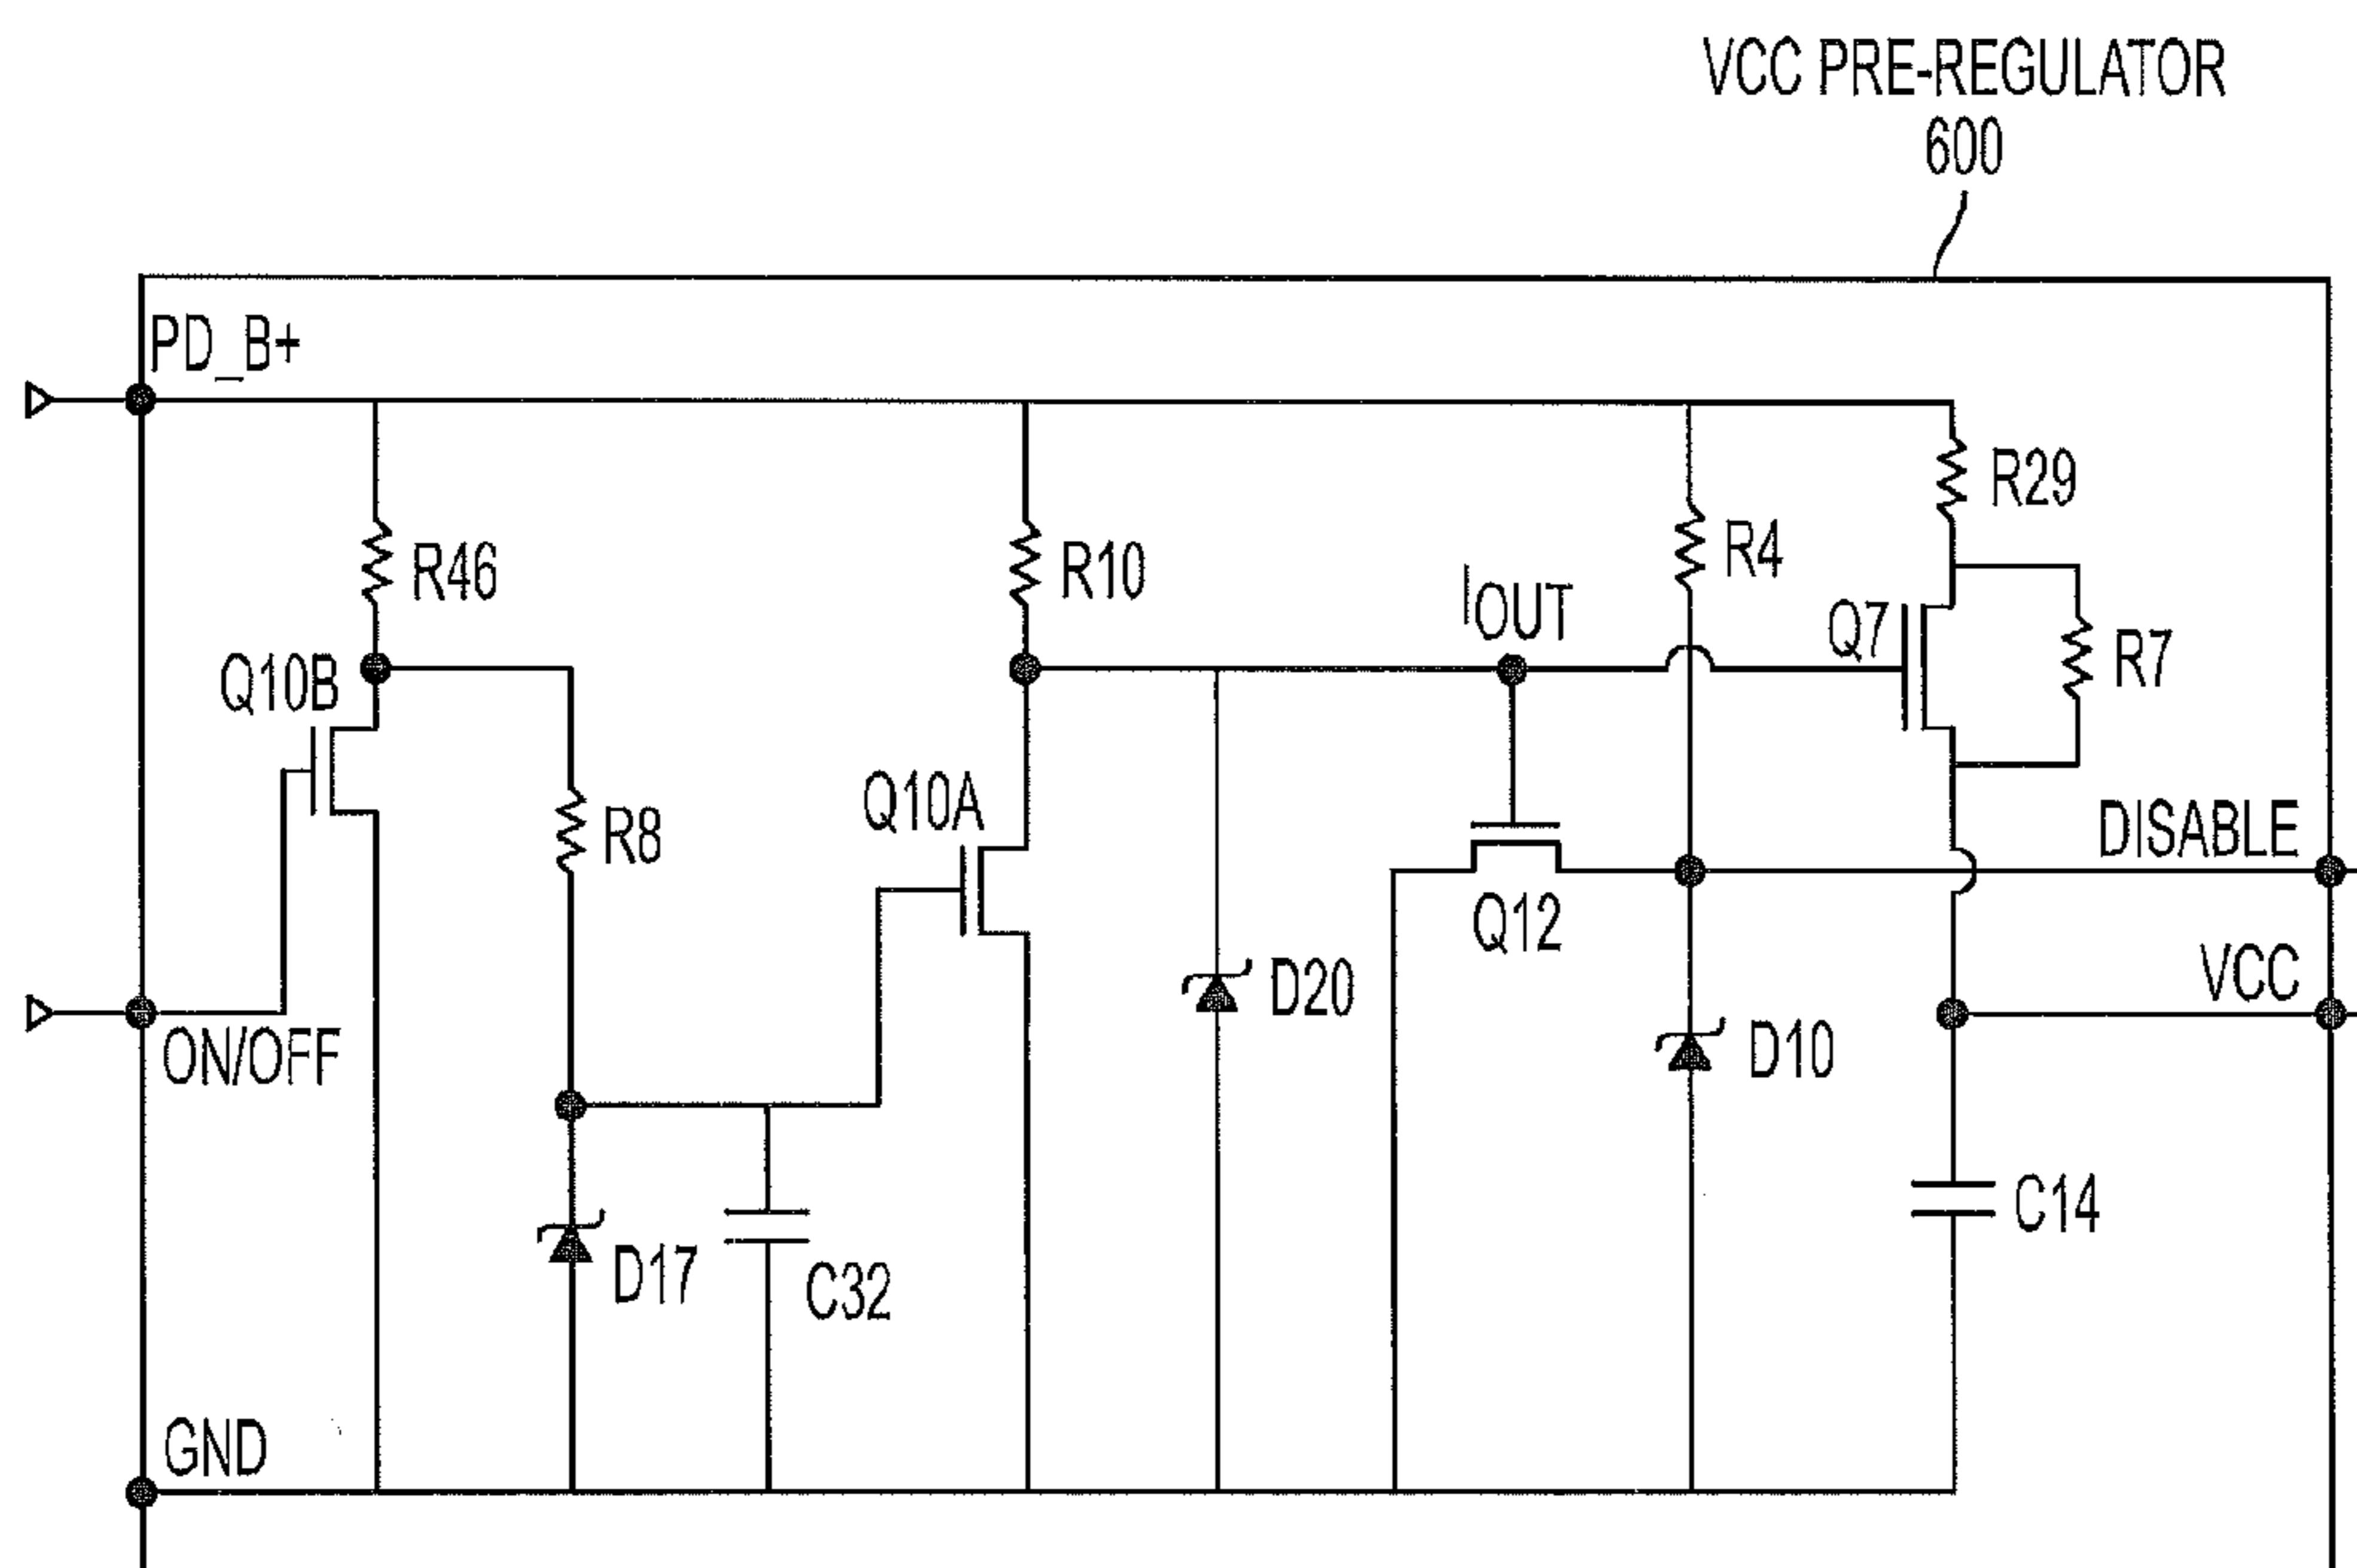 VCC PRE-REGULATOR
600
PD_B+
R29
R46
R10
R4
IOUT
Q7
R7
Q10B
Q10A
R8
DISABLE
Q12
VCC
D20
D10
ON/OFF
C14
D17
C32
GND